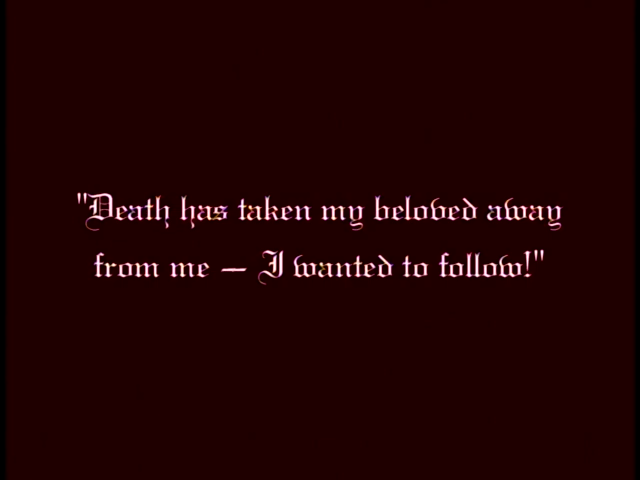 "Death has taken my beloved away
from me — I wanted to follow!"